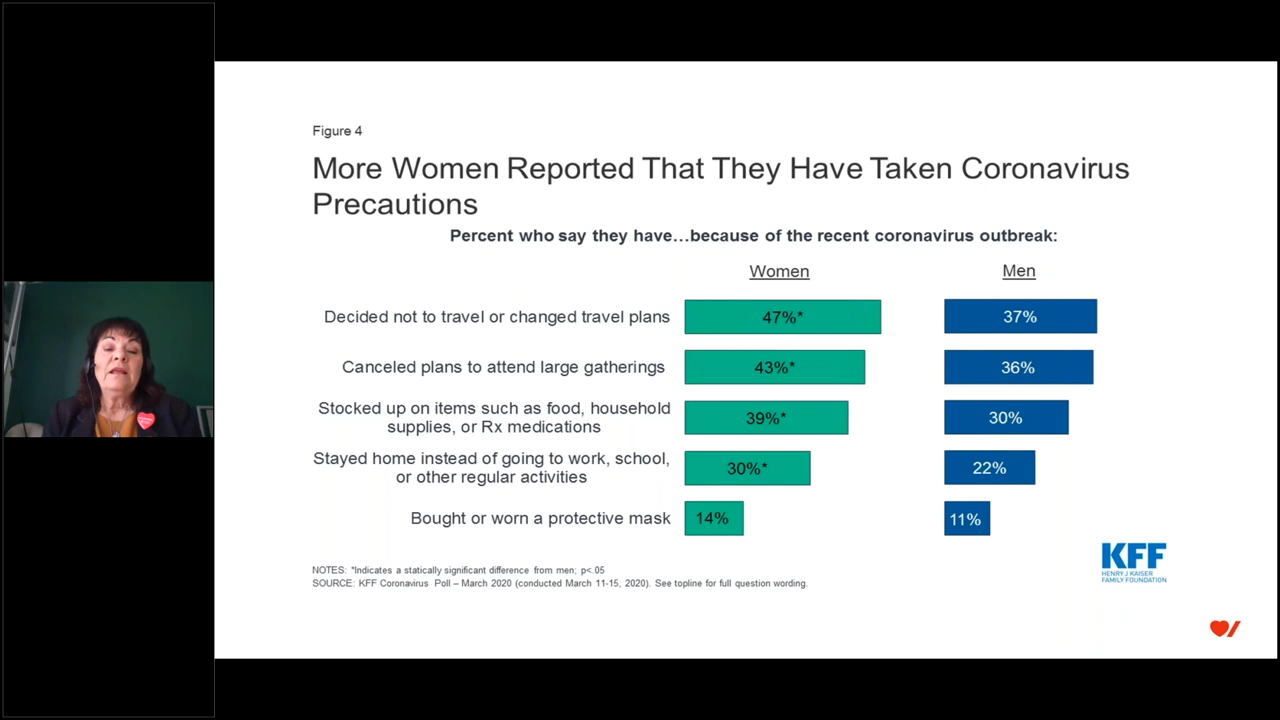 Figure 4
More Women Reported That They Have Taken Coronavirus
Precautions
Percent who say they have…because of the recent coronavirus outbreak:
Women
Men
Decided not to travel or changed travel plans
47%*
37%
Canceled plans to attend large gatherings
43%*
36%
Stocked up on items such as food, household
supplies, or Rx medications
39%*
30%
Stayed home instead of going to work, school,
or other regular activities
30%*
22%
Bought or worn a protective mask
14%
11%
NOTES: *Indicates a statically significant difference from men; p<.05
SOURCE: KFF Coronavirus Poll – March 2020 (conducted March 11-15, 2020). See topline for full question wording.
KFF
HENRY J KAISER
FAMILY FOUNDATION